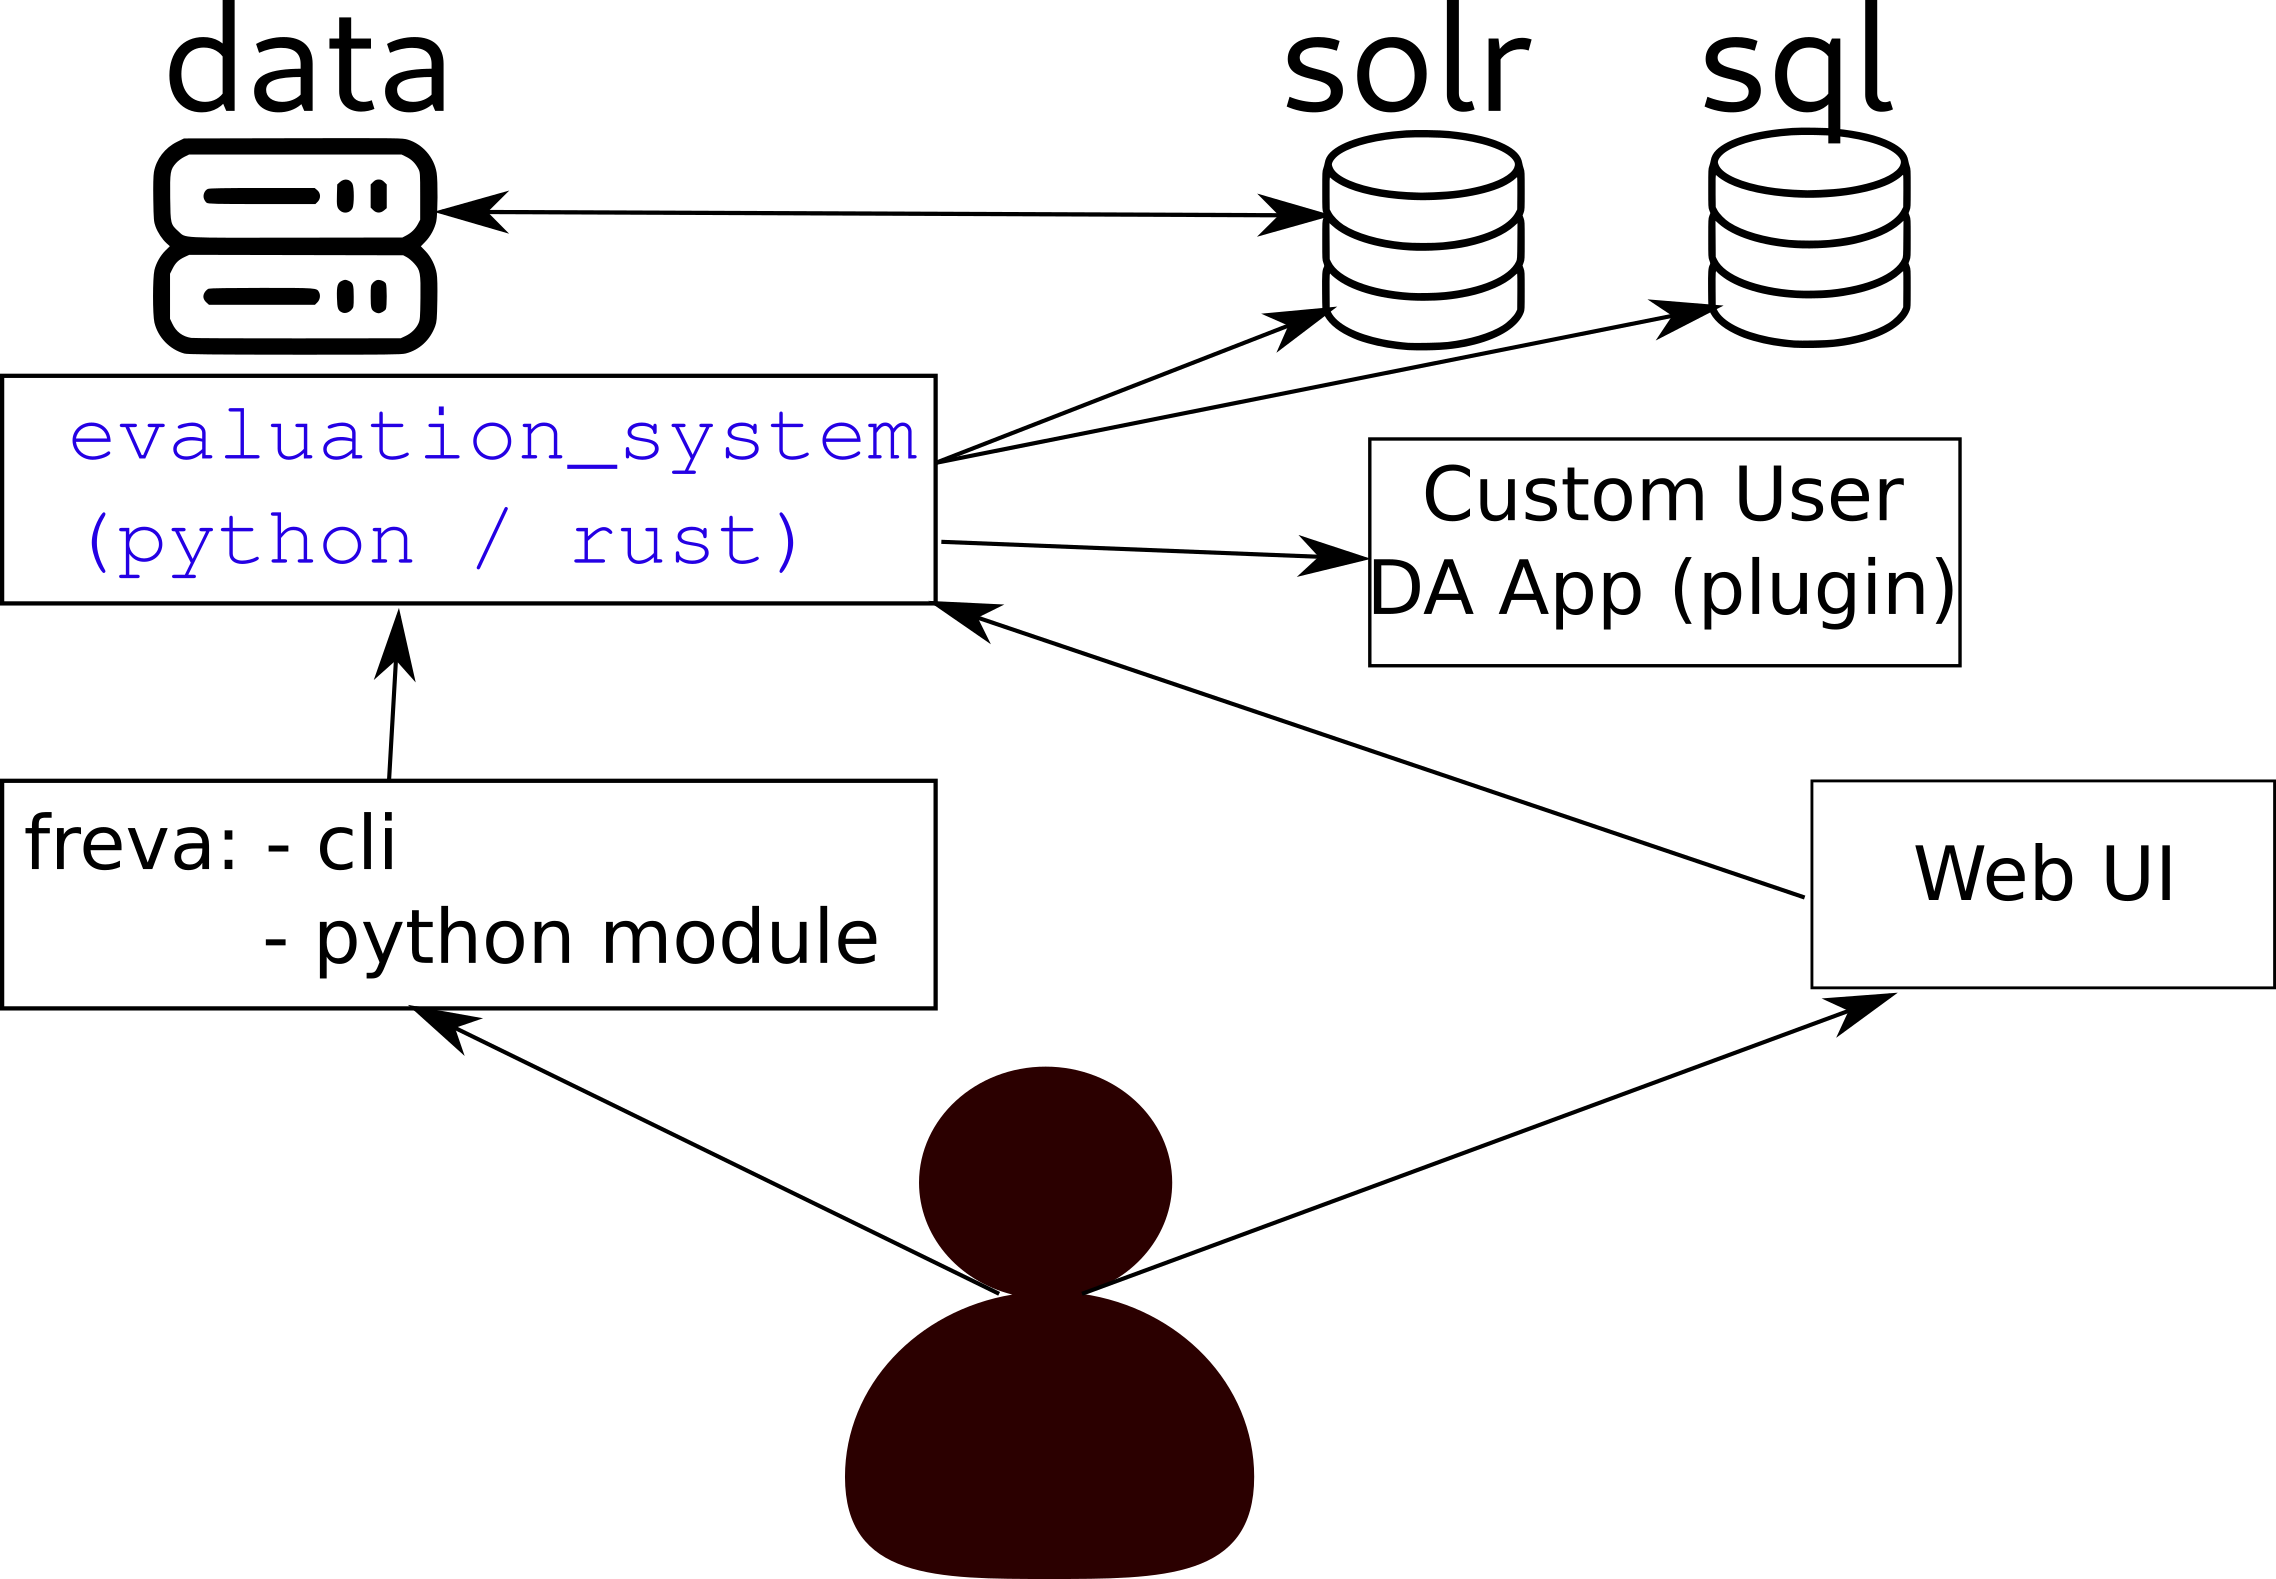 data
solr
sql
evaluation_system
(python / rust)
Custom User
DA App (plugin)
freva: - cli
- python module
Web UI